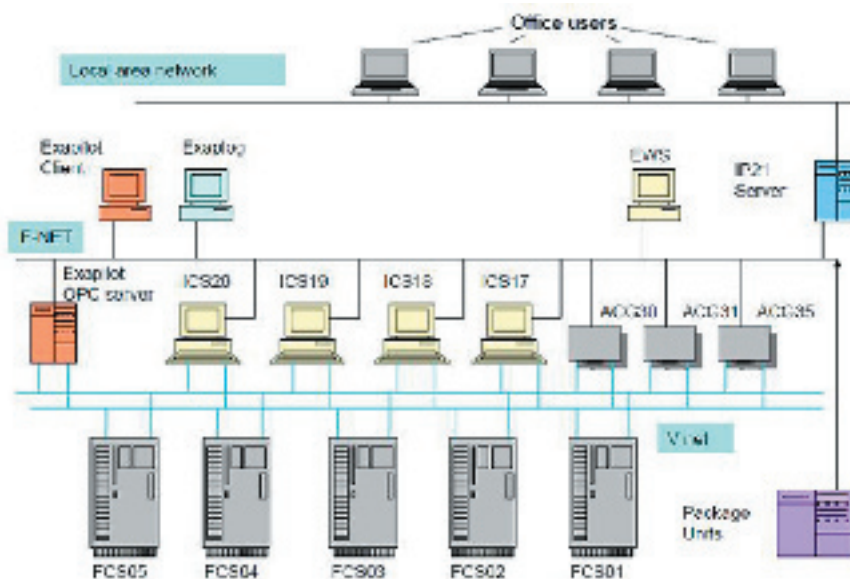 Office users
Local area network
Exapilot
Client
Exaplog
EWS
IP21
Server
E-NET
Exapilot
OPC server
ICS20
ICS19
ICS18
ICS17
ACG30
ACG31
ACG35
V net
Package
Units
FCS05
FCS04
FCS03
FCS02
FCS01